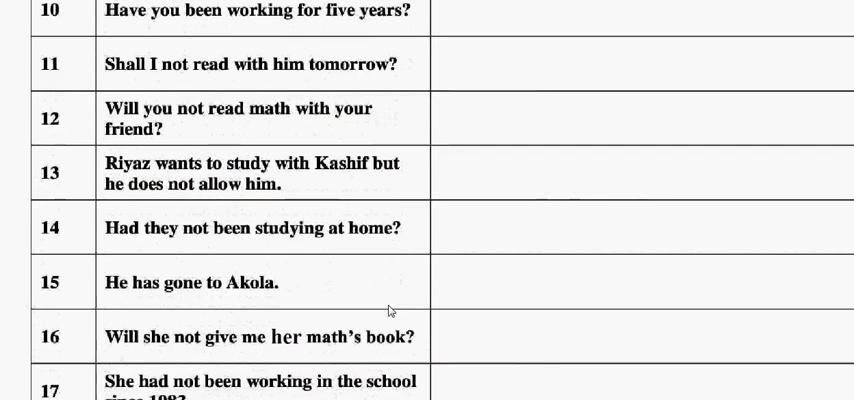 10 Have you been working for five years?
11 Shall I not read with him tomorrow?
12 Will you not read math with your
friend?
13 Riyaz wants to study with Kashif but
he does not allow him.
14 Had they not been studying at home?
15 He has gone to Akola.
16 Will she not give me her math's book?
17 She had not been working in the school